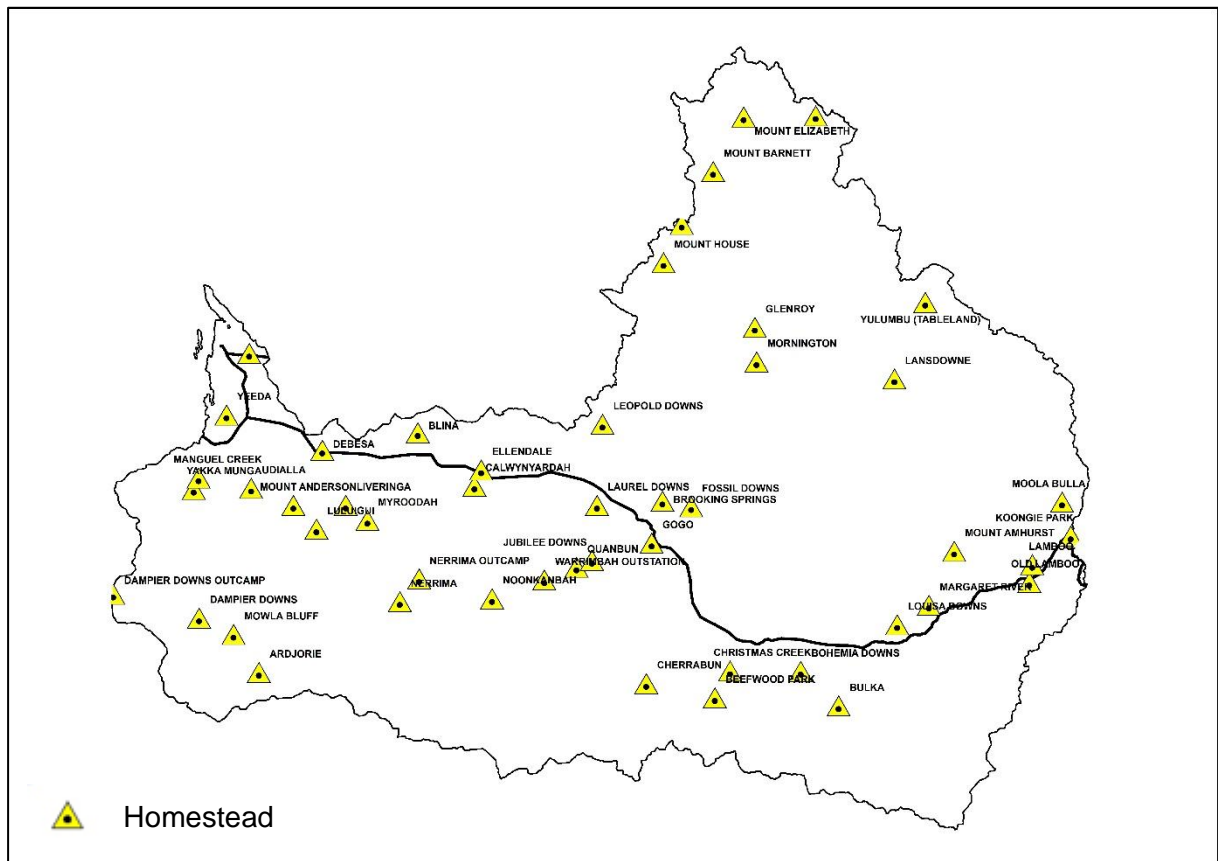 MOUNT ELIZABETH
MOUNT BARNETT
MOUNT HOUSE
GLENROY
YULUMBU (TABLELAND)
MORNINGTON
LANSDOWNE
YEEDA
LEOPOLD DOWNS
BLINA
DEBESA
ELLENDALE
MANGUEL CREEK
YAKKA MUNGA
UDIALLA
CALWYNYARDAH
MOUNT ANDERSON
LIVERINGA
LAUREL DOWNS
FOSSIL DOWNS
MOOLA BULLA
MYROODAH
BROOKING SPRINGS
LULUIGUI
KOONGIE PARK
GOGO
MOUNT AMHURST
JUBILEE DOWNS
QUANBUN
LAMBOO
NERRIMA OUTCAMP
WARRIMBAH OUTSTATION
OLD LAMBOO
DAMPIER DOWNS OUTCAMP
NERRIMA
NOONKANBAH
MARGARET RIVER
DAMPIER DOWNS
LOUISA DOWNS
MOWLA BLUFF
ARDJORIE
CHRISTMAS CREEK
BOHEMIA DOWNS
CHERRABUN
BEEFWOOD PARK
BULKA
Homestead